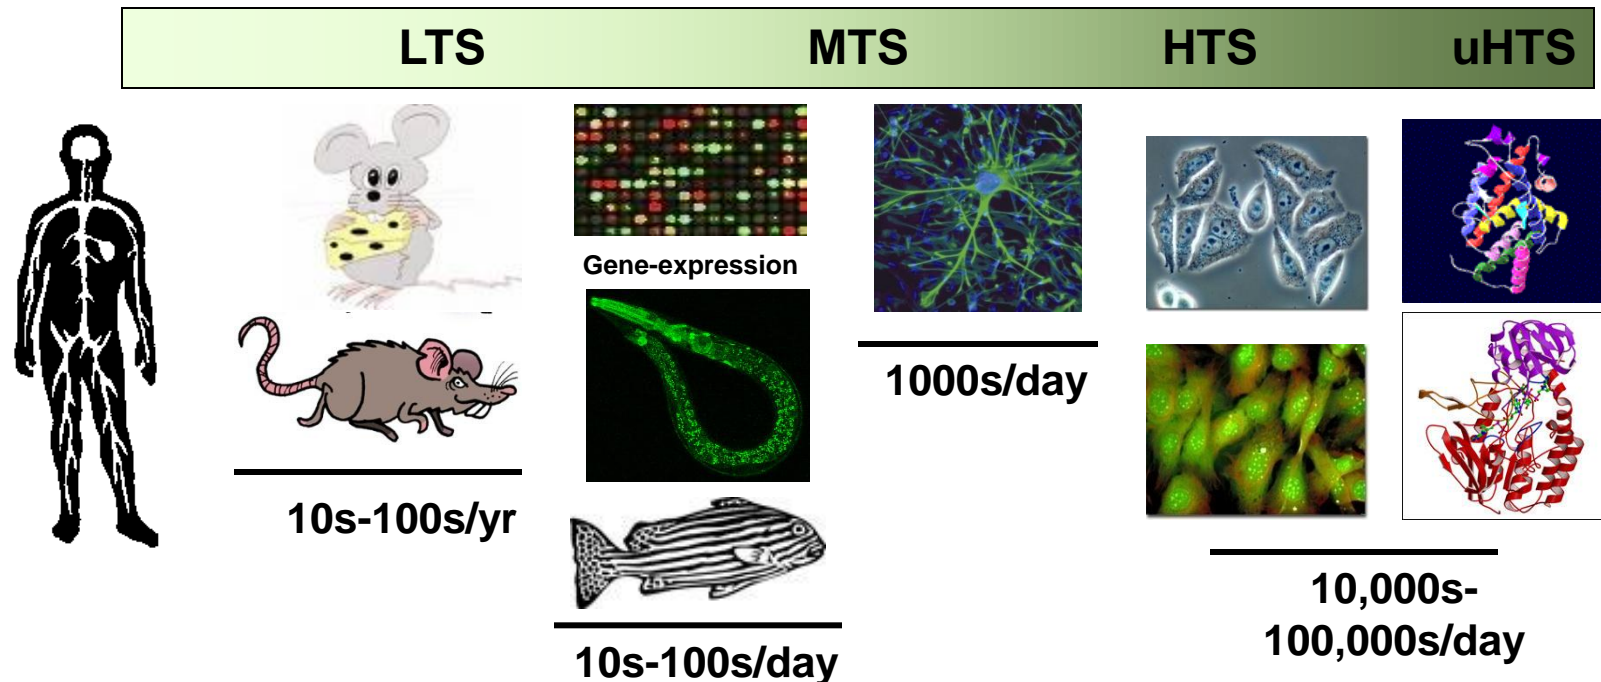 LTS MTS HTS uHTS
Gene-expression
1000s/day
10s-100s/yr
10,000s-
100,000s/day
10s-100s/day